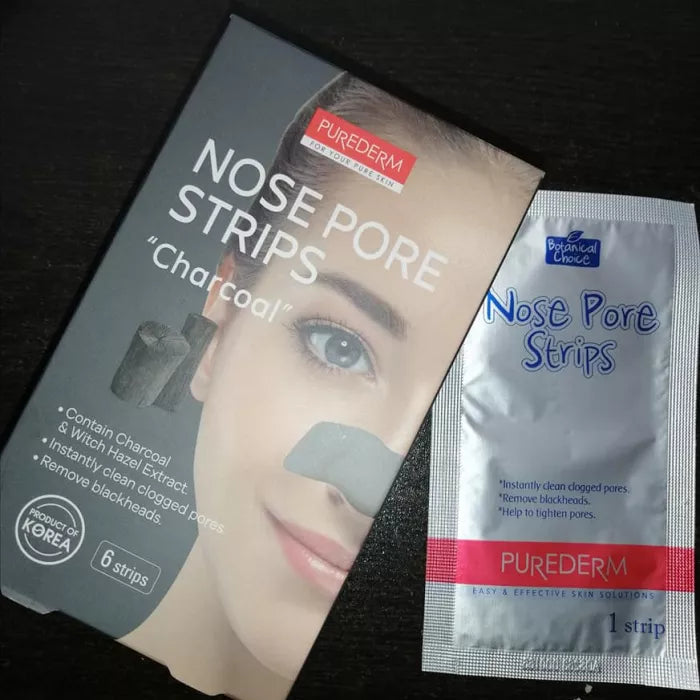 PUREDERM
FOR YOUR PURE SKIN
NOSE PORE
STRIPS
"Charcoal"
• Contain Charcoal
& Witch Hazel Extract.
• Instantly clean clogged pores.
• Remove blackheads.
PRODUCT OF
KOREA
6 strips
Botanical
Choice
Nose Pore
Strips
*Instantly clean clogged pores.
*Remove blackheads.
*Help to tighten pores.
PUREDERM
EASY & EFFECTIVE SKIN SOLUTIONS
1 strip